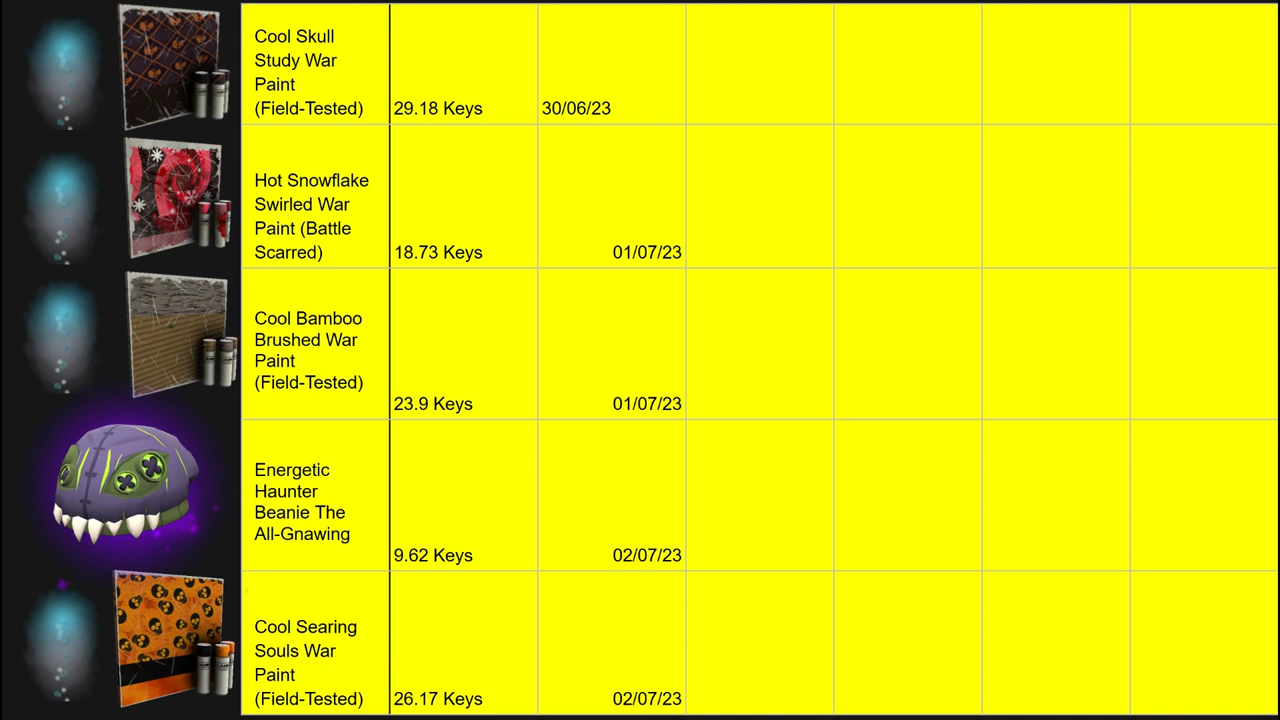 Cool Skull
Study War
Paint
(Field-Tested)
29.18 Keys
30/06/23
Hot Snowflake
Swirled War
Paint (Battle
Scarred)
18.73 Keys
01/07/23
Cool Bamboo
Brushed War
Paint
(Field-Tested)
23.9 Keys
01/07/23
Energetic
Haunter
Beanie The
All-Gnawing
9.62 Keys
02/07/23
Cool Searing
Souls War
Paint
(Field-Tested)
26.17 Keys
02/07/23